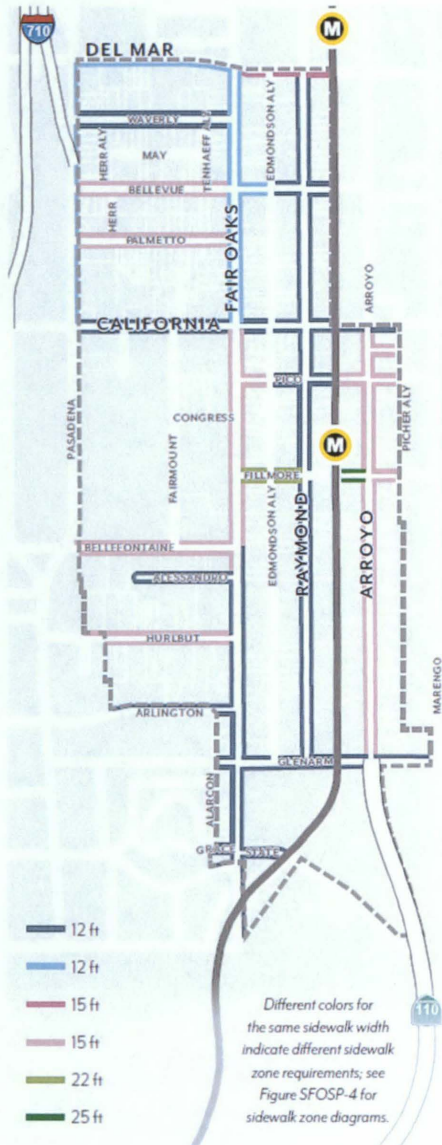 710
M
DEL MAR
WAVERLY
HERR ALY
MAY
TENHAEFF ALY
EDMONDSON ALY
BELLEVUE
HERR
PALMETTO
FAIR OAKS
ARROYO
CALIFORNIA
PICO
PASADENA
CONGRESS
FAIRMOUNT
M
PICHER ALY
FILLMORE
EDMONDSON ALY
RAYMOND
ARROYO
BELLEFONTAINE
ALESSANDRO
HURLBUT
MARENGO
ARLINGTON
GLENARM
ALARCON
GRACE
STATE
12 ft
12 ft
15 ft
15 ft
22 ft
25 ft
Different colors for
the same sidewalk width
indicate different sidewalk
zone requirements; see
Figure SFOSP-4 for
sidewalk zone diagrams.
110